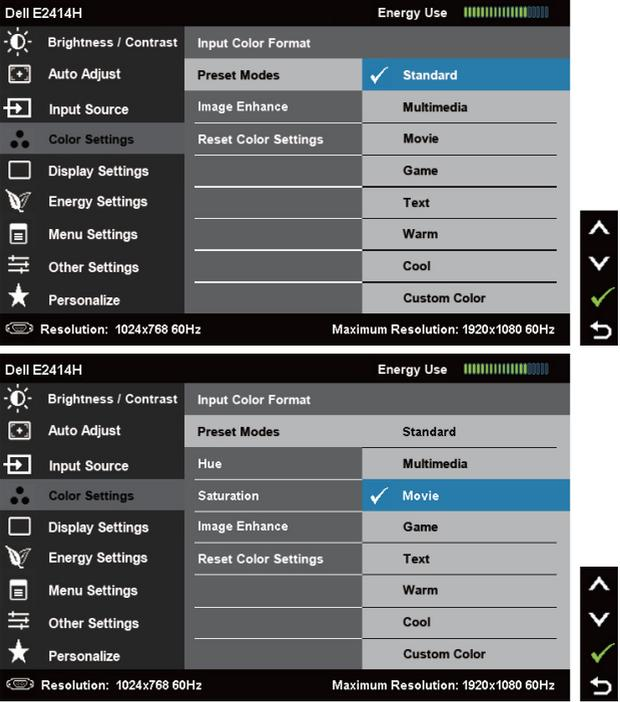 Dell E2414H Energy Use
Brightness / Contrast Input Color Format
Auto Adjust Preset Modes Standard
Input Source Image Enhance Multimedia
Color Settings Reset Color Settings Movie
Display Settings Game
Energy Settings Text
Menu Settings Warm
Other Settings Cool
Personalize Custom Color
Resolution: 1024x768 60Hz Maximum Resolution: 1920x1080 60Hz
Dell E2414H Energy Use
Brightness / Contrast Input Color Format
Auto Adjust Preset Modes Standard
Input Source Hue Multimedia
Color Settings Saturation Movie
Display Settings Image Enhance Game
Energy Settings Reset Color Settings Text
Menu Settings Warm
Other Settings Cool
Personalize Custom Color
Resolution: 1024x768 60Hz Maximum Resolution: 1920x1080 60Hz